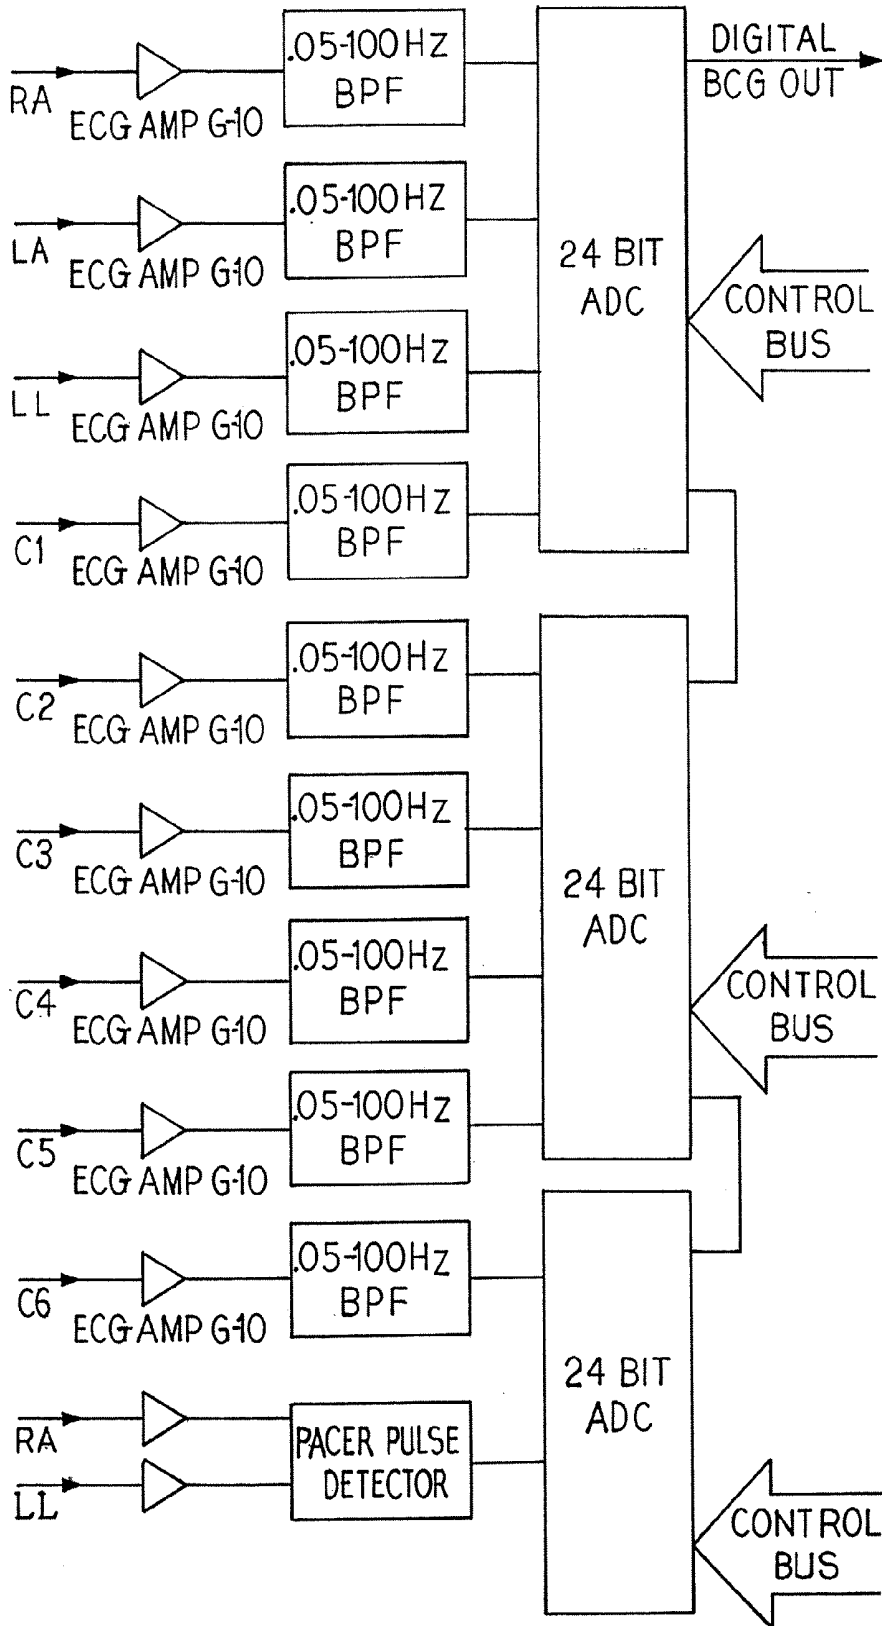 .05-100Hz
BPF
RA
ECG AMP G-10
DIGITAL
BCG OUT
.05-100Hz
BPF
LA
ECG AMP G-10
24 BIT
ADC
CONTROL
BUS
.05-100Hz
BPF
LL
ECG AMP G-10
.05-100Hz
BPF
C1
ECG AMP G-10
.05-100Hz
BPF
C2
ECG AMP G-10
.05-100Hz
BPF
C3
ECG AMP G-10
24 BIT
ADC
.05-100Hz
BPF
C4
ECG AMP G-10
CONTROL
BUS
.05-100Hz
BPF
C5
ECG AMP G-10
.05-100Hz
BPF
C6
ECG AMP G-10
24 BIT
ADC
RA
LL
PACER PULSE
DETECTOR
CONTROL
BUS